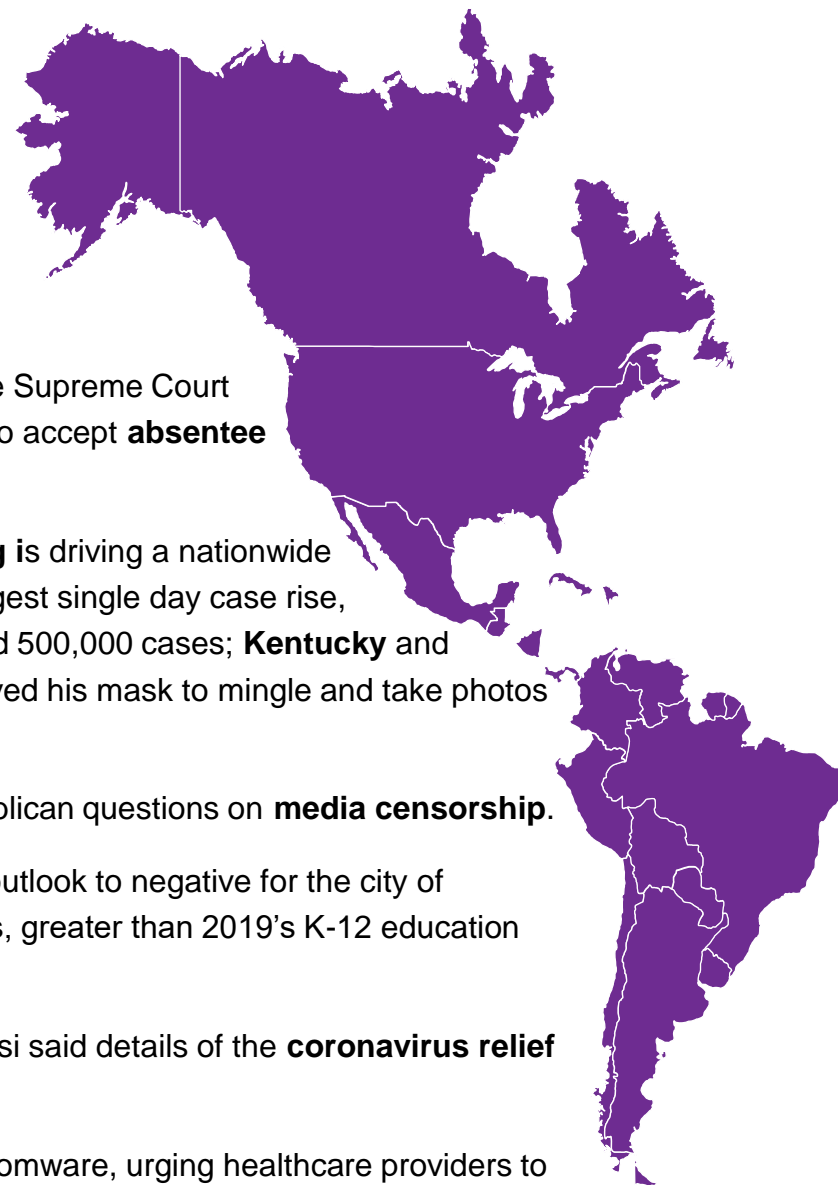 Supreme Court
o accept absentee
is driving a nationwide
gest single day case rise,
500,000 cases; Kentucky and
ved his mask to mingle and take photos
olican questions on media censorship.
outlook to negative for the city of
s, greater than 2019’s K-12 education
si said details of the coronavirus relief
omware, urging healthcare providers to